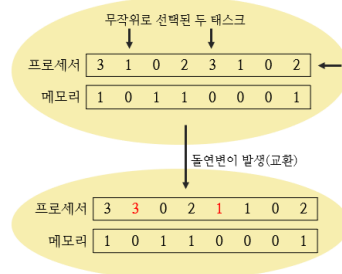 무작위로 선택된 두 태스크
프로세서 3 1 0 2 3 1 0 2
메모리 1 0 1 1 0 0 0 1
돌연변이 발생(교환)
프로세서 3 3 0 2 1 1 0 2
메모리 1 0 1 1 0 0 0 1